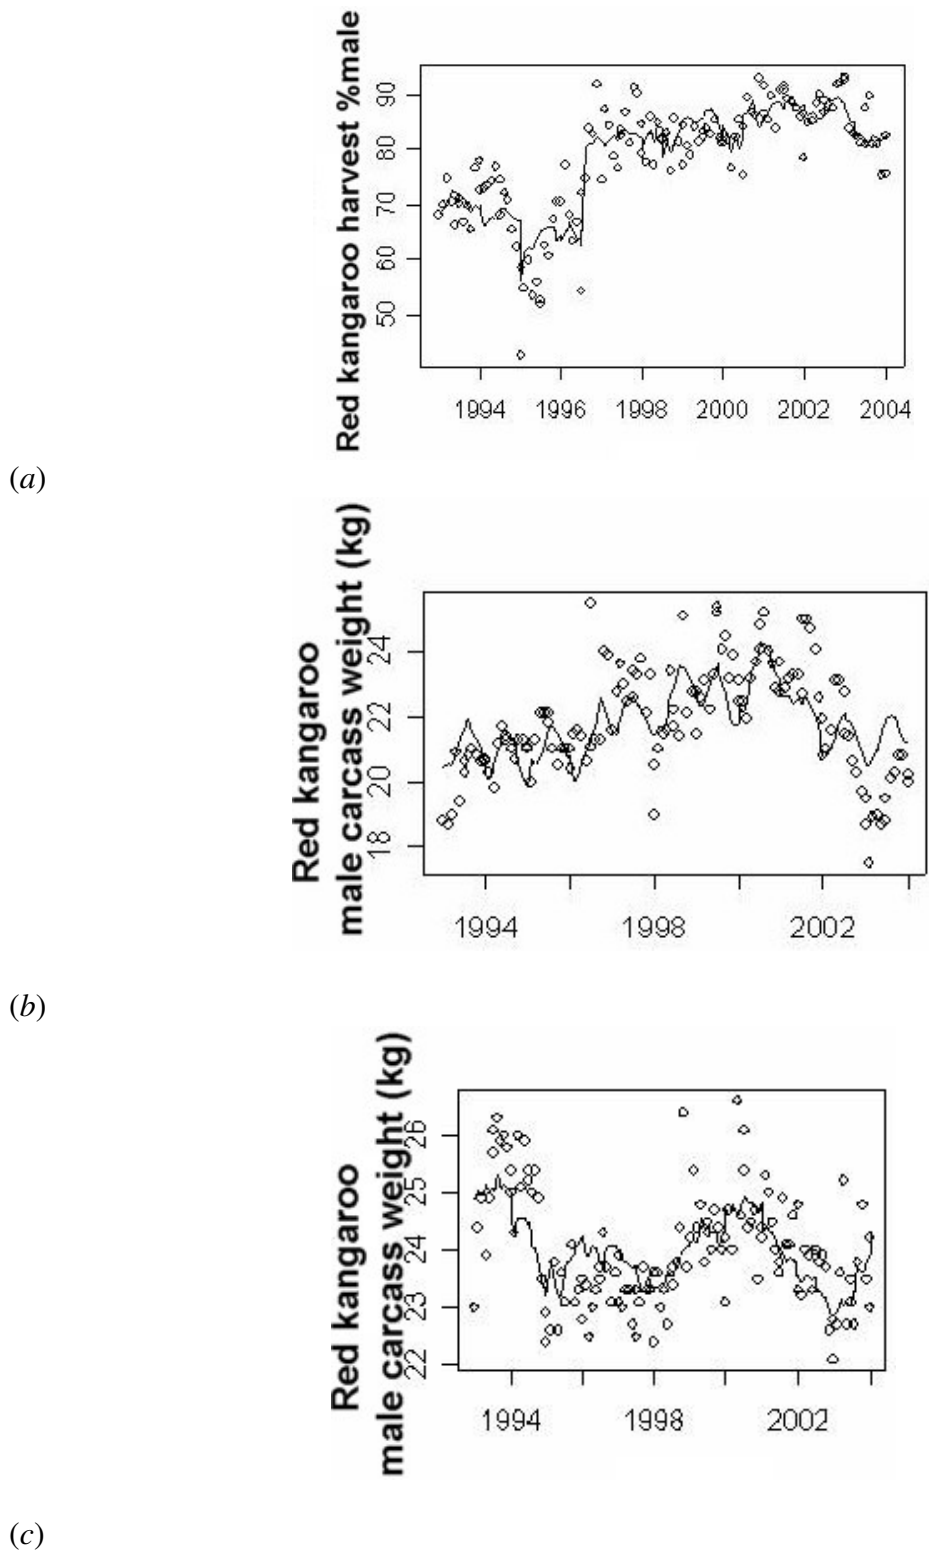 Red kangaroo harvest %male
90
80
70
60
50
1994 1996 1998 2000 2002 2004
(a)
Red kangaroo
male carcass weight (kg)
24
22
20
18
1994 1998 2002
(b)
Red kangaroo
male carcass weight (kg)
26
25
24
23
22
1994 1998 2002
(c)